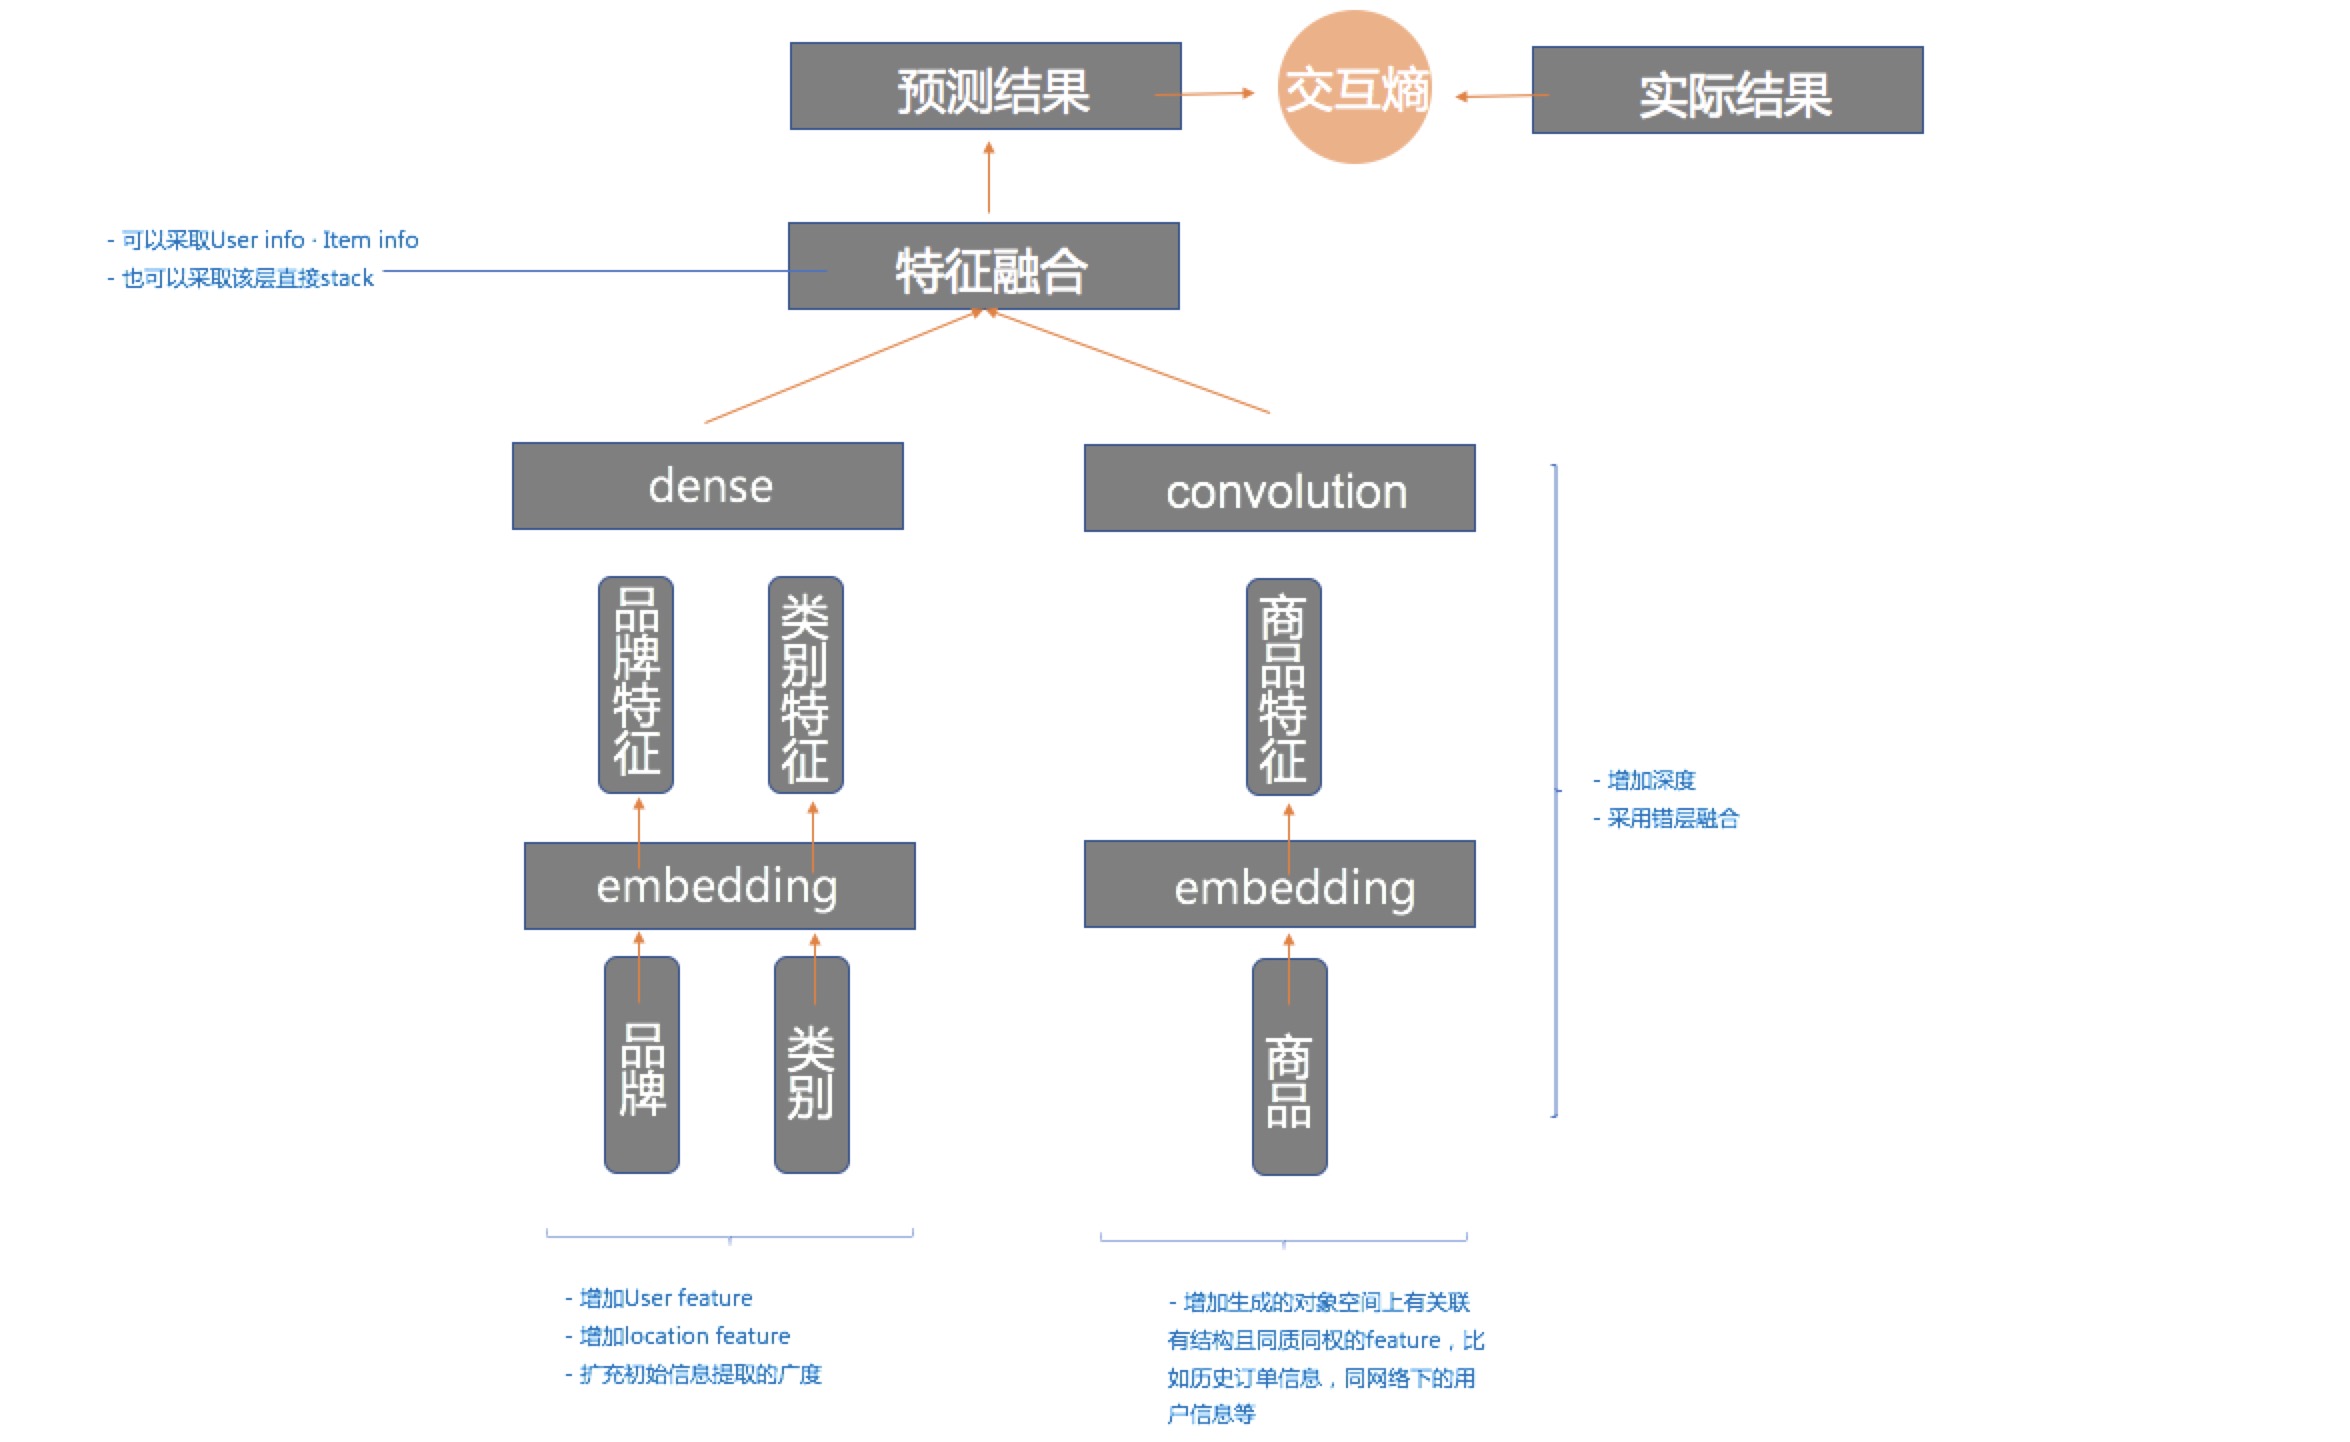 预测结果
交互熵
实际结果
- 可以采取User info · Item info
- 也可以采取该层直接stack
特征融合
dense
convolution
品牌特征
类别特征
商品特征
- 增加深度
- 采用错层融合
embedding
embedding
品牌
类别
商品
- 增加User feature
- 增加location feature
- 扩充初始信息提取的广度
- 增加生成的对象空间上有关联
有结构且同质同权的feature，比
如历史订单信息，同网络下的用
户信息等